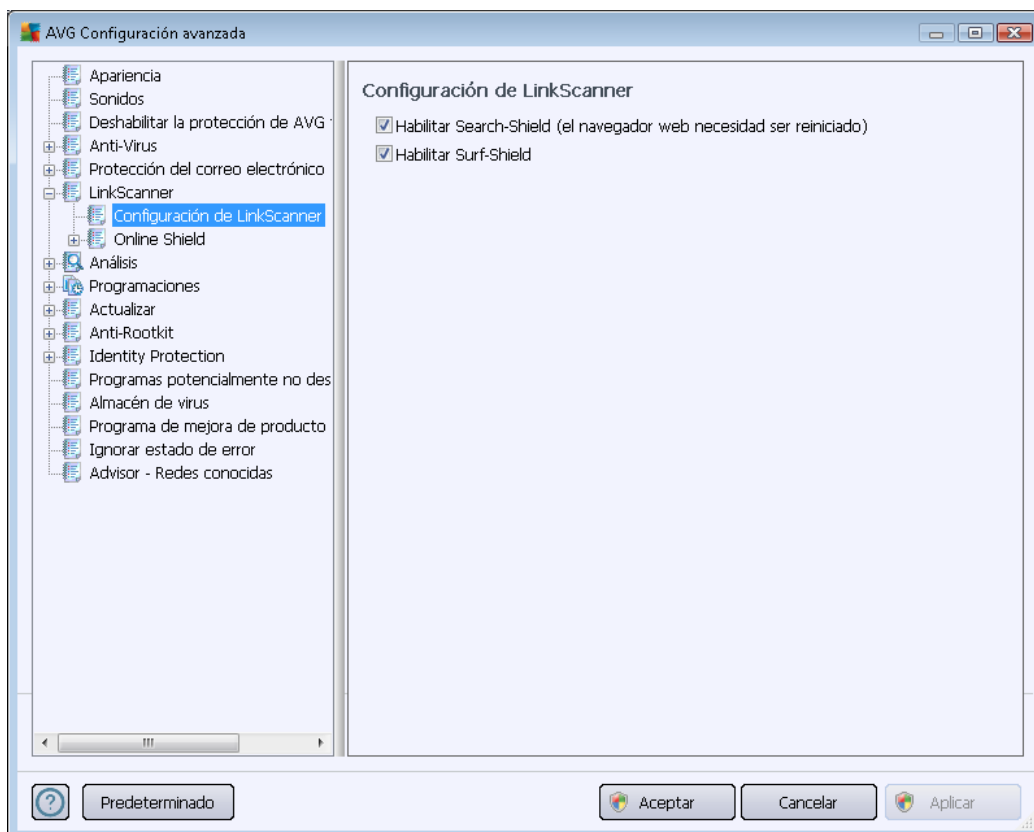 AVG Configuración avanzada
Apariencia
Sonidos
Deshabilitar la protección de AVG
Anti-Virus
Protección del correo electrónico
LinkScanner
Configuración de LinkScanner
Online Shield
Análisis
Programaciones
Actualizar
Anti-Rootkit
Identity Protection
Programas potencialmente no des
Almacén de virus
Programa de mejora de producto
Ignorar estado de error
Advisor - Redes conocidas
Configuración de LinkScanner
Habilitar Search-Shield (el navegador web necesidad ser reiniciado)
Habilitar Surf-Shield
Predeterminado
Aceptar
Cancelar
Aplicar